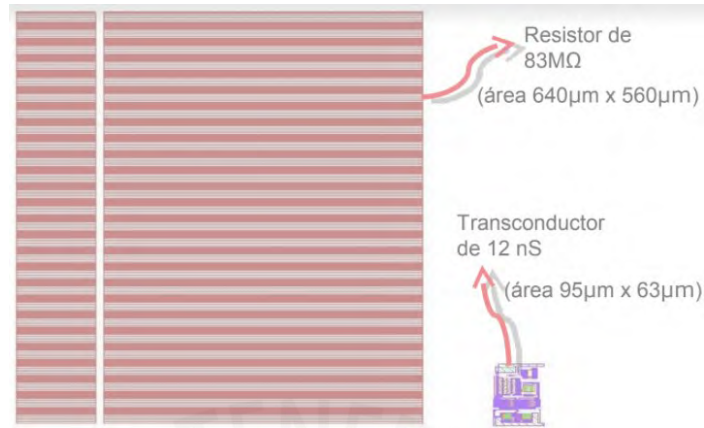 Resistor de
83MΩ
(área 640µm x 560µm)
Transconductor
de 12 nS
(área 95µm x 63µm)